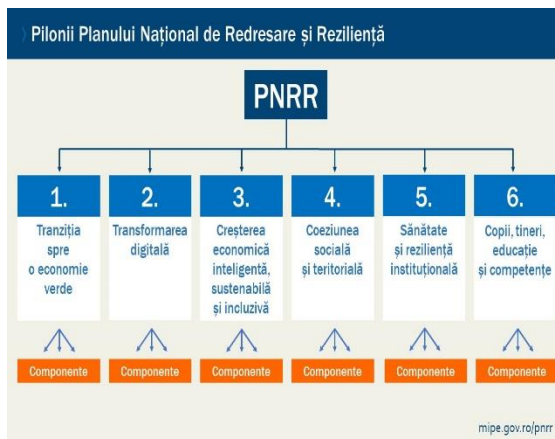 Pilonii Planului Național de Redresare și Reziliență
PNRR
1.
Tranziția
spre
o economie
verde
2.
Transformarea
digitală
3.
Creșterea
economică
inteligentă,
sustenabilă
și incluzivă
4.
Coeziunea
socială
și teritorială
5.
Sănătate
și reziliență
instituțională
6.
Copii, tineri,
educație
și competențe
Componente
Componente
Componente
Componente
Componente
Componente
mipe.gov.ro/pnrr